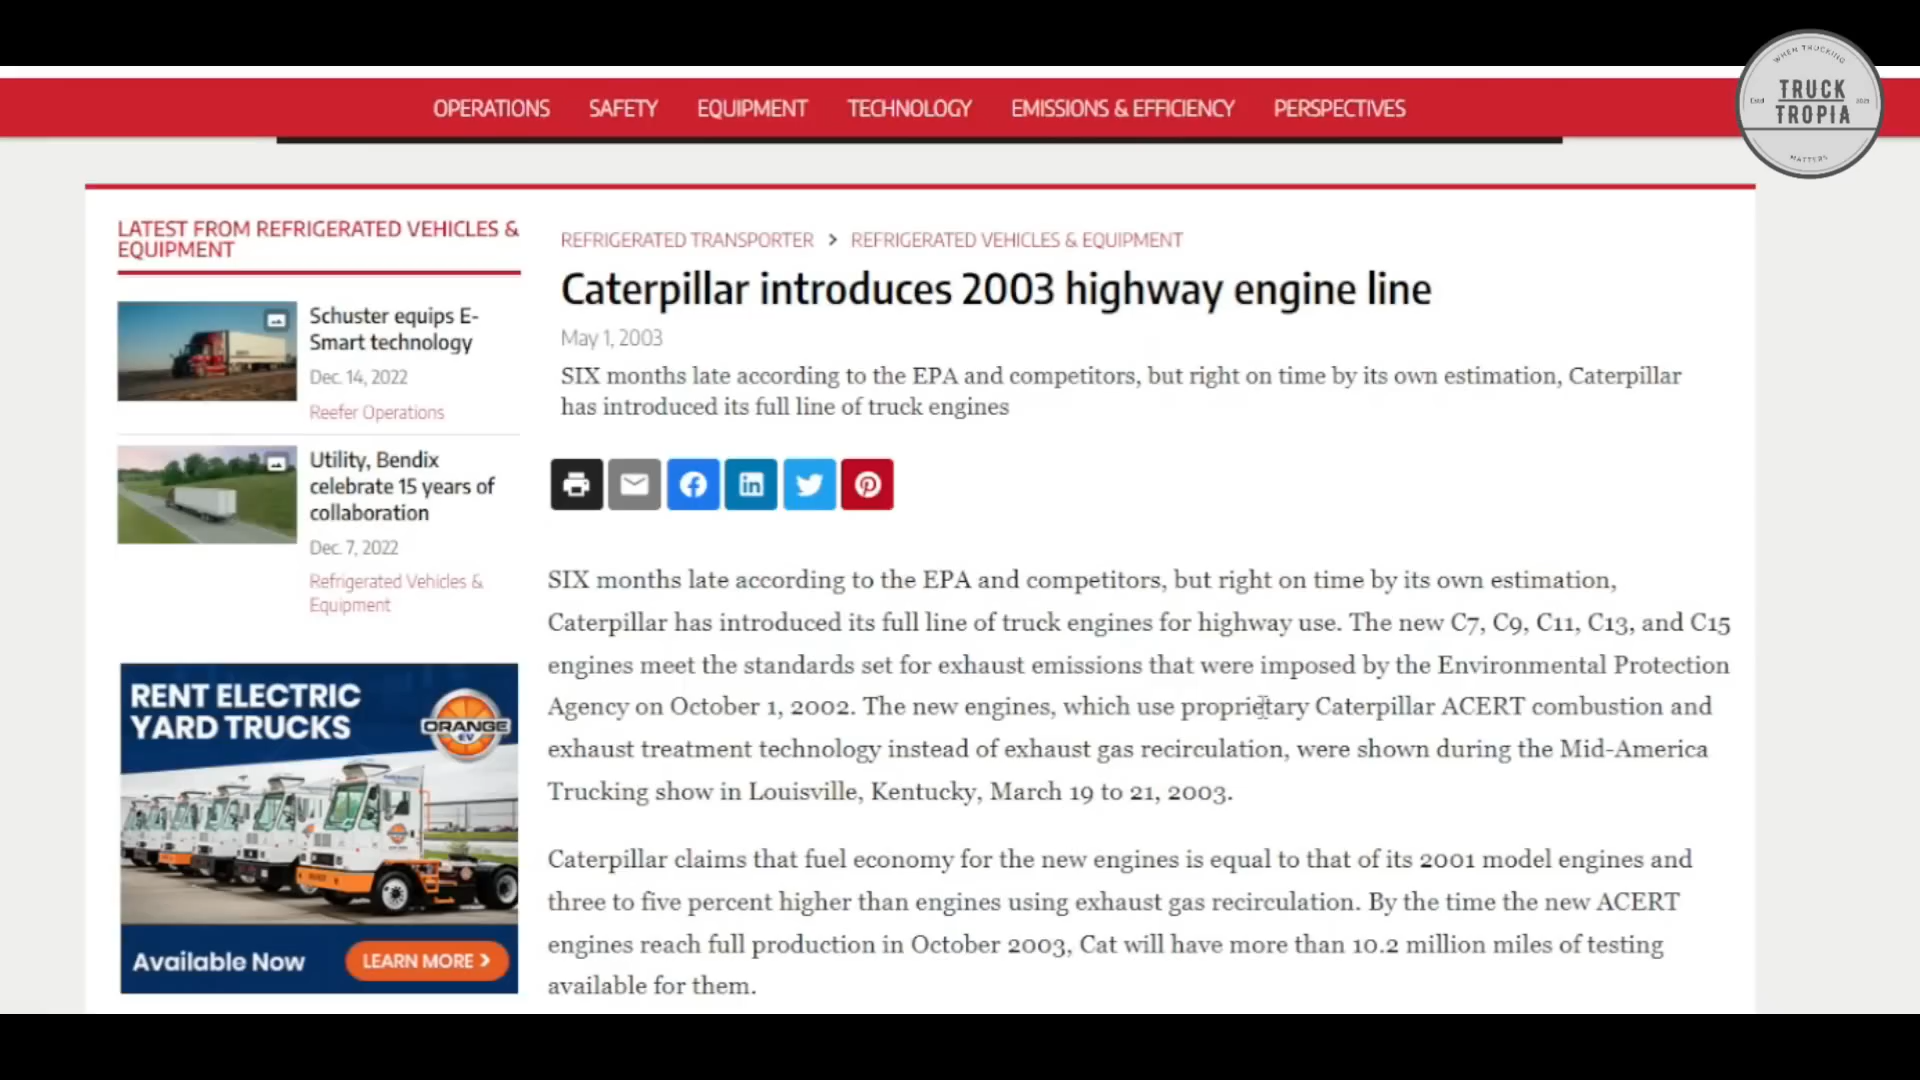 OPERATIONS SAFETY EQUIPMENT TECHNOLOGY EMISSIONS & EFFICIENCY PERSPECTIVES
WHEN TRUCKING
TRUCK
TROPIA
MATTERS
LATEST FROM REFRIGERATED VEHICLES &
EQUIPMENT
Schuster equips E-
Smart technology
Dec. 14, 2022
Reefer Operations
Utility, Bendix
celebrate 15 years of
collaboration
Dec. 7, 2022
Refrigerated Vehicles &
Equipment
RENT ELECTRIC
YARD TRUCKS
ORANGE
EV
Available Now
LEARN MORE >
REFRIGERATED TRANSPORTER > REFRIGERATED VEHICLES & EQUIPMENT
Caterpillar introduces 2003 highway engine line
May 1, 2003
SIX months late according to the EPA and competitors, but right on time by its own estimation, Caterpillar
has introduced its full line of truck engines
SIX months late according to the EPA and competitors, but right on time by its own estimation,
Caterpillar has introduced its full line of truck engines for highway use. The new C7, C9, C11, C13, and C15
engines meet the standards set for exhaust emissions that were imposed by the Environmental Protection
Agency on October 1, 2002. The new engines, which use proprietary Caterpillar ACERT combustion and
exhaust treatment technology instead of exhaust gas recirculation, were shown during the Mid-America
Trucking show in Louisville, Kentucky, March 19 to 21, 2003.
Caterpillar claims that fuel economy for the new engines is equal to that of its 2001 model engines and
three to five percent higher than engines using exhaust gas recirculation. By the time the new ACERT
engines reach full production in October 2003, Cat will have more than 10.2 million miles of testing
available for them.